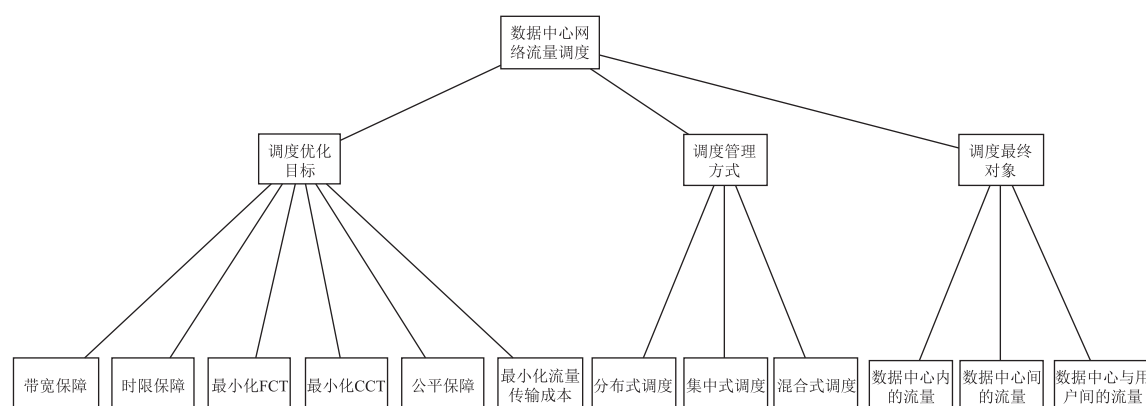 数据中心网
络流量调度
调度优化
目标
调度管理
方式
调度最终
对象
带宽保障
时限保障
最小化FCT
最小化CCT
公平保障
最小化流量
传输成本
分布式调度
集中式调度
混合式调度
数据中心内
的流量
数据中心间
的流量
数据中心与用
户间的流量